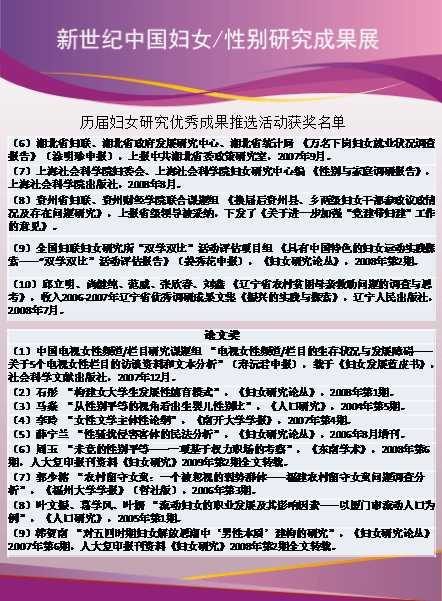 新世纪中国妇女/性别研究成果展
历届妇女研究优秀成果推选活动获奖名单
（6）湖北省妇联、湖北省政府发展研究中心、湖北省统计局 《万名下岗妇女就业状况调查
报告》（涂明珍申报），上报中共湖北省委政策研究室，2007年9月。
（7）上海社会科学院妇委会、上海社会科学院妇女研究中心编 《性别与家庭调研报告》，
上海社会科学院出版社，2008年8月。
（8）贵州省妇联、贵州财经学院联合课题组 《换届后贵州县、乡两级妇女干部参政议政情
况及存在问题研究》，上报省级领导被采纳，下发了《关于进一步加强“党建带妇建”工作
的意见》。
（9）全国妇联妇女研究所“双学双比”活动评估项目组 《具有中国特色的妇女运动实践探
索——“双学双比”活动评估报告》（姜秀花申报），《妇女研究论丛》，2008年第2期。
（10）邱立明、尚继纯、范威、张欣春、刘鑫 《辽宁省农村贫困母亲救助问题的调查与思
考》，收入2006-2007年辽宁省优秀调研成果文集《振兴的实践与探索》，辽宁人民出版社，
2008年7月。
论文奖
（1）中国电视女性频道/栏目研究课题组 “电视女性频道/栏目的生存状况与发展障碍——
关于5个电视女性栏目的访谈资料和文本分析”（寿沅君申报），载于《妇女发展蓝皮书》，
社会科学文献出版社，2007年12月。
（2）石彤 “构建女大学生发展性德育模式”，《妇女研究论丛》，2008年第1期。
（3）马焱 “从性别平等的视角看出生婴儿性别比”，《人口研究》，2004年第5期。
（4）李玲 “女性文学主体性论纲”，《南开大学学报》，2007年第4期。
（5）薛宁兰 “性骚扰侵害客体的民法分析”，《妇女研究论丛》，2006年8月增刊。
（6）周玉 “未竟的性别平等——一项基于权力职场的考察”，《东南学术》，2008年第6
期，人大复印报刊资料《妇女研究》2009年第2期全文转载。
（7）郭少榕 “农村留守女童：一个被忽视的弱势群体——福建农村留守女童问题调查分
析”，《福州大学学报》（哲社版），2006年第3期。
（8）叶文振、葛学凤、叶妍 “流动妇女的职业发展及其影响因素——以厦门市流动人口为
例”，《人口研究》，2005年第1期。
（9）韩贺南 “对五四时期妇女解放思潮中‘男性本质’建构的研究”，《妇女研究论丛》
2007年第6期，人大复印报刊资料《妇女研究》2008年第2期全文转载。